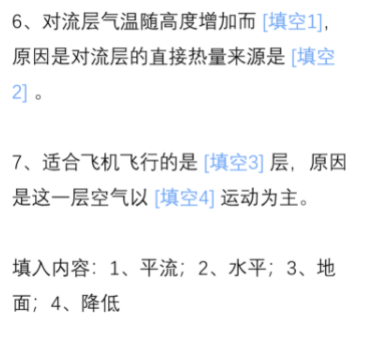 6、对流层气温随高度增加而 [填空1]，
原因是对流层的直接热量来源是 [填空
2] 。
7、适合飞机飞行的是 [填空3] 层，原因
是这一层空气以 [填空4] 运动为主。
填入内容：1、平流；2、水平；3、地
面；4、降低